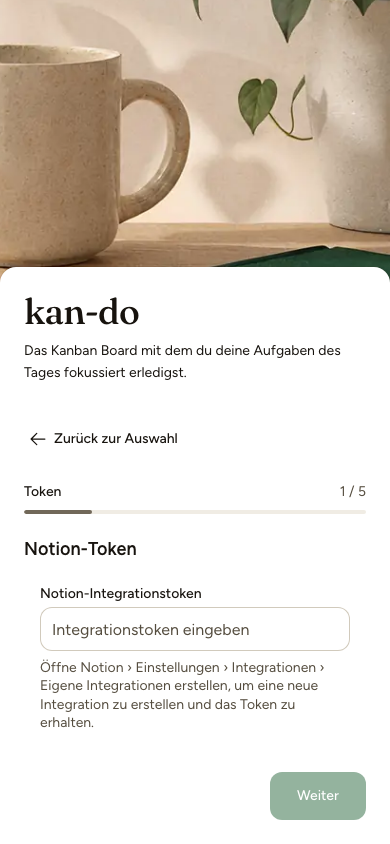 kan-do
Das Kanban Board mit dem du deine Aufgaben des
Tages fokussiert erledigst.
Zurück zur Auswahl
Token 1 / 5
Notion-Token
Notion-Integrationstoken
Integrationstoken eingeben
Öffne Notion › Einstellungen › Integrationen ›
Eigene Integrationen erstellen, um eine neue
Integration zu erstellen und das Token zu
erhalten.
Weiter